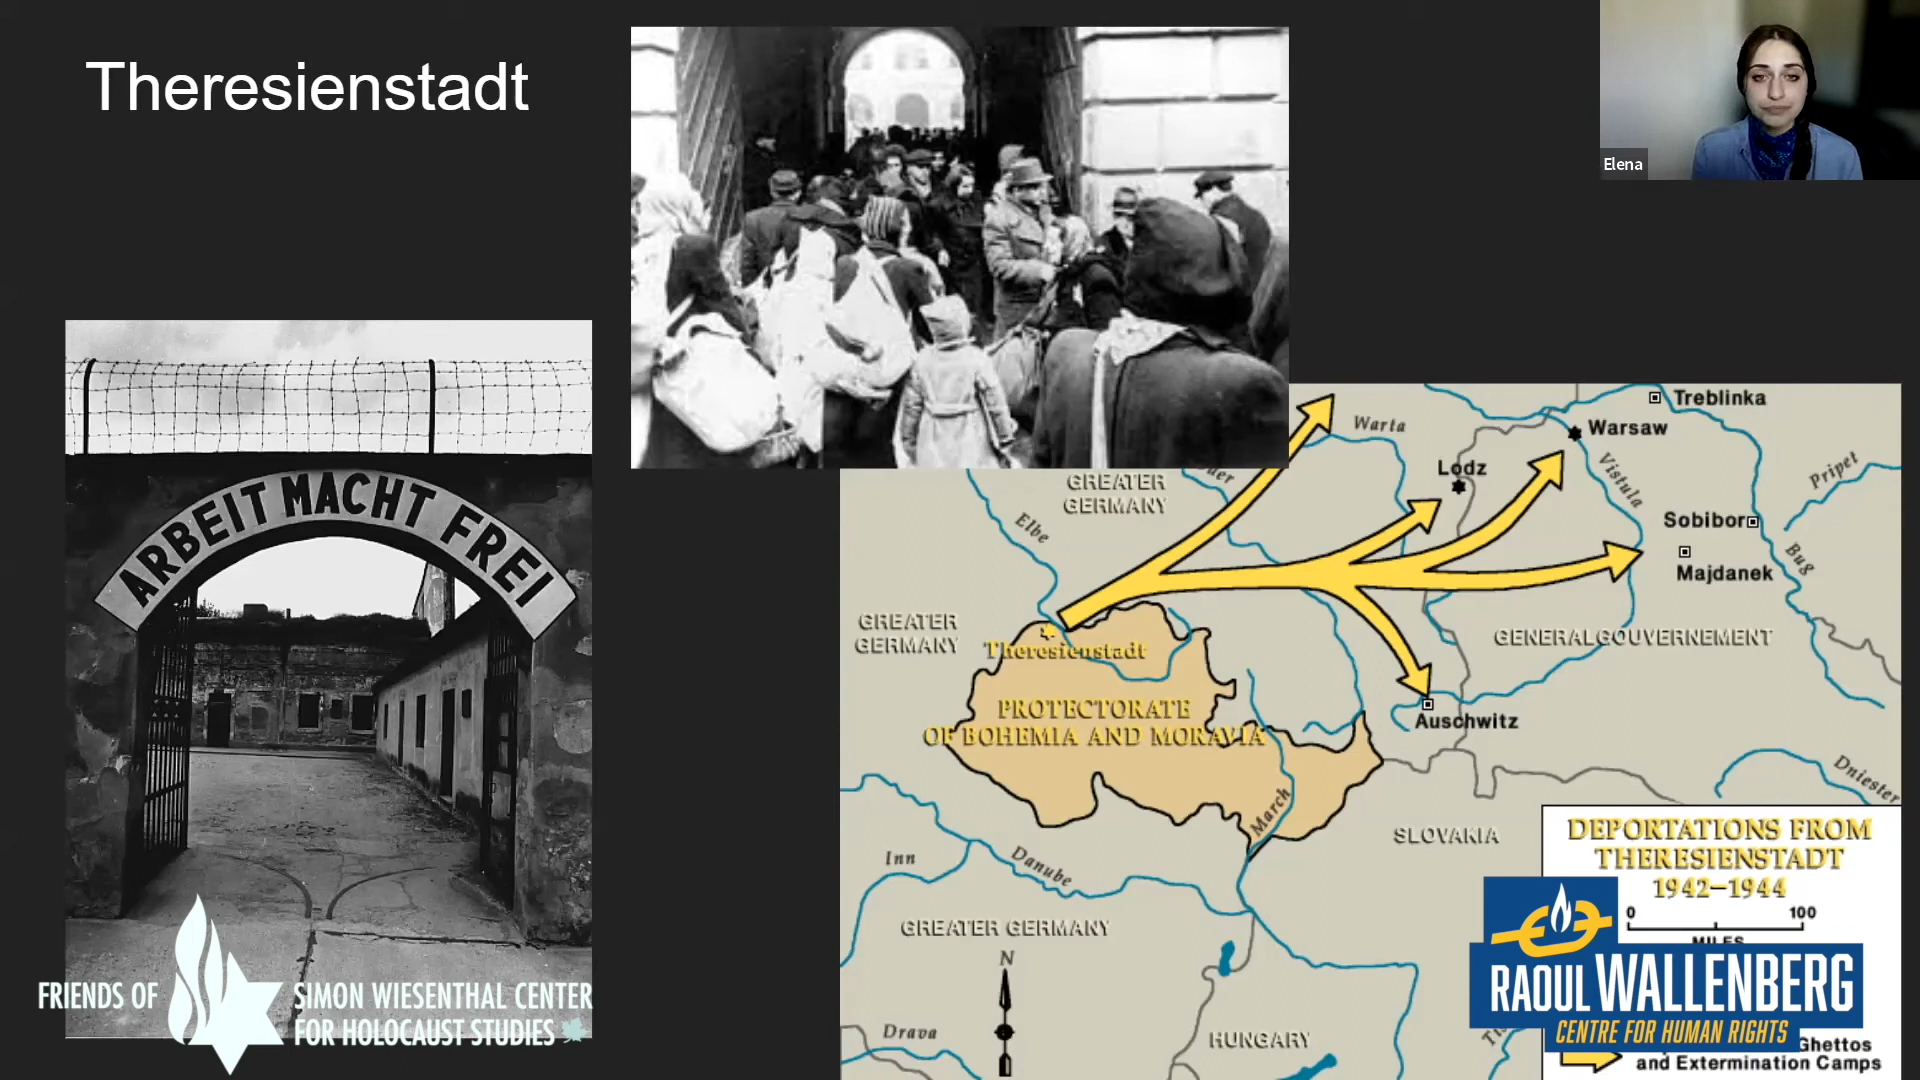 Theresienstadt
Elena
ARBEIT MACHT FREI
FRIENDS OF
SIMON WIESENTHAL CENTER
FOR HOLOCAUST STUDIES
Treblinka
Warta
Warsaw
Lodz
Vistula
Pripet
GREATER
GERMANY
Elbe
Sobibor
Majdanek
Bug
GREATER
GERMANY
Theresienstadt
GENERALGOUVERNEMENT
PROTECTORATE
OF BOHEMIA AND MORAVIA
Auschwitz
March
SLOVAKIA
Dniester
Inn
Danube
GREATER GERMANY
N
Drava
HUNGARY
DEPORTATIONS FROM
THERESIENSTADT
1942–1944
0 100
MILES
RAOUL WALLENBERG
CENTRE FOR HUMAN RIGHTS
Ghettos
and Extermination Camps